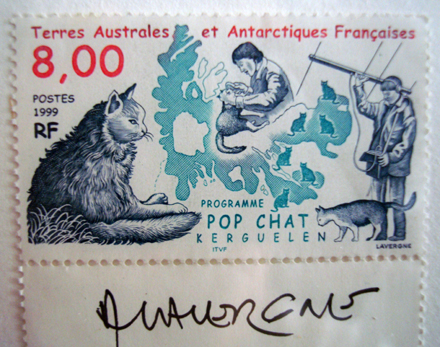 Terres Australes et Antarctiques Françaises
8,00
POSTES
1999
RF
PROGRAMME
POP CHAT
KERGUELEN
ITVF
LAVERGNE